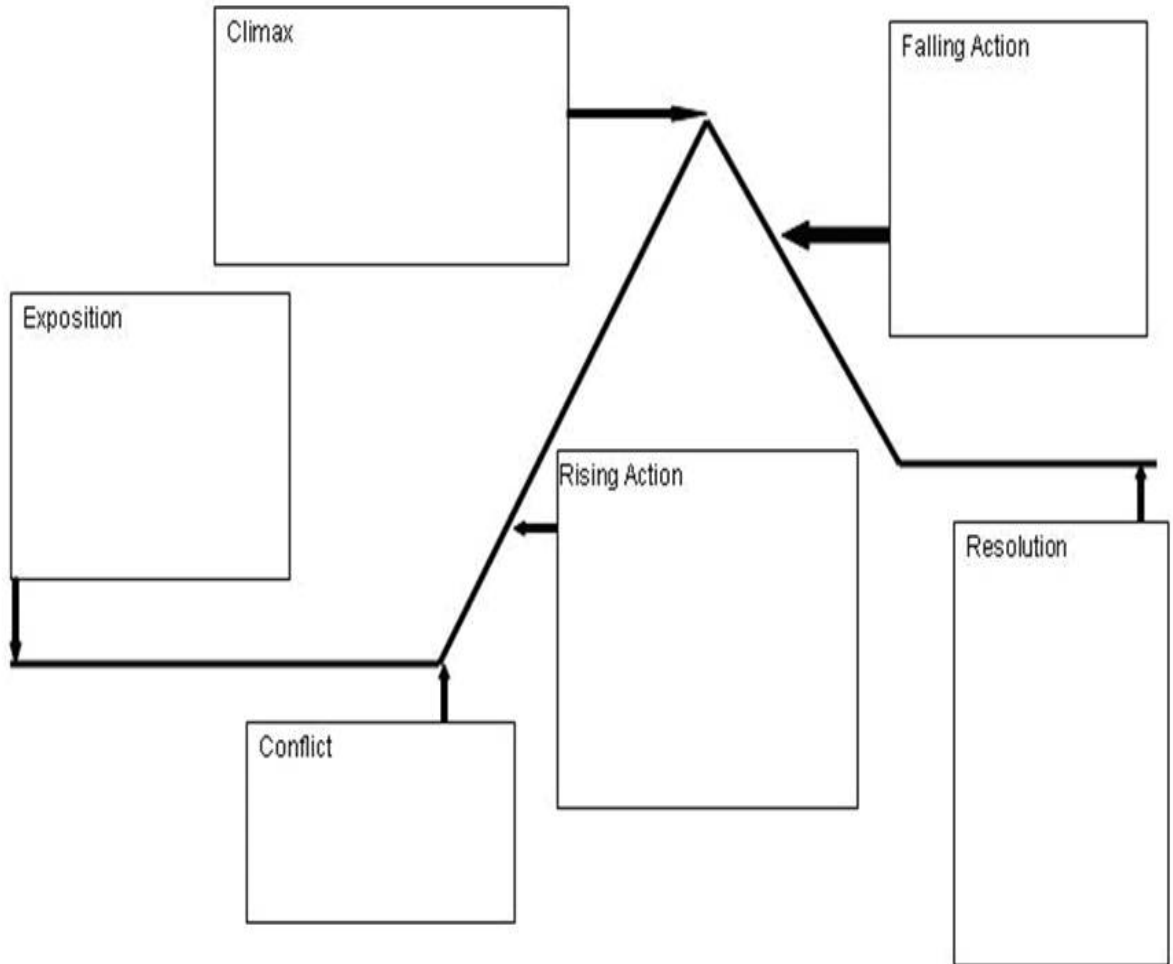 Climax
Falling Action
Exposition
Rising Action
Resolution
Conflict